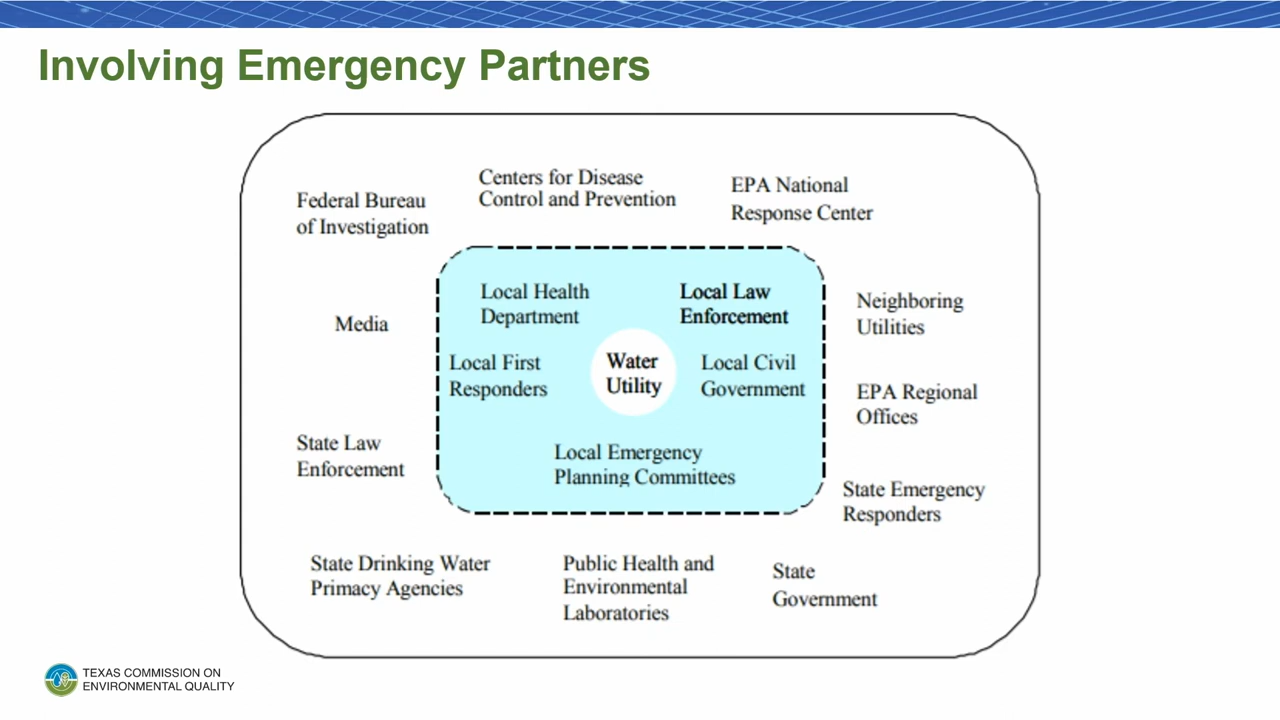 Involving Emergency Partners
Federal Bureau
of Investigation
Centers for Disease
Control and Prevention
EPA National
Response Center
Local Health
Department
Local Law
Enforcement
Media
Neighboring
Utilities
Local First
Responders
Water
Utility
Local Civil
Government
EPA Regional
Offices
State Law
Enforcement
Local Emergency
Planning Committees
State Emergency
Responders
State Drinking Water
Primacy Agencies
Public Health and
Environmental
Laboratories
State
Government
TEXAS COMMISSION ON
ENVIRONMENTAL QUALITY